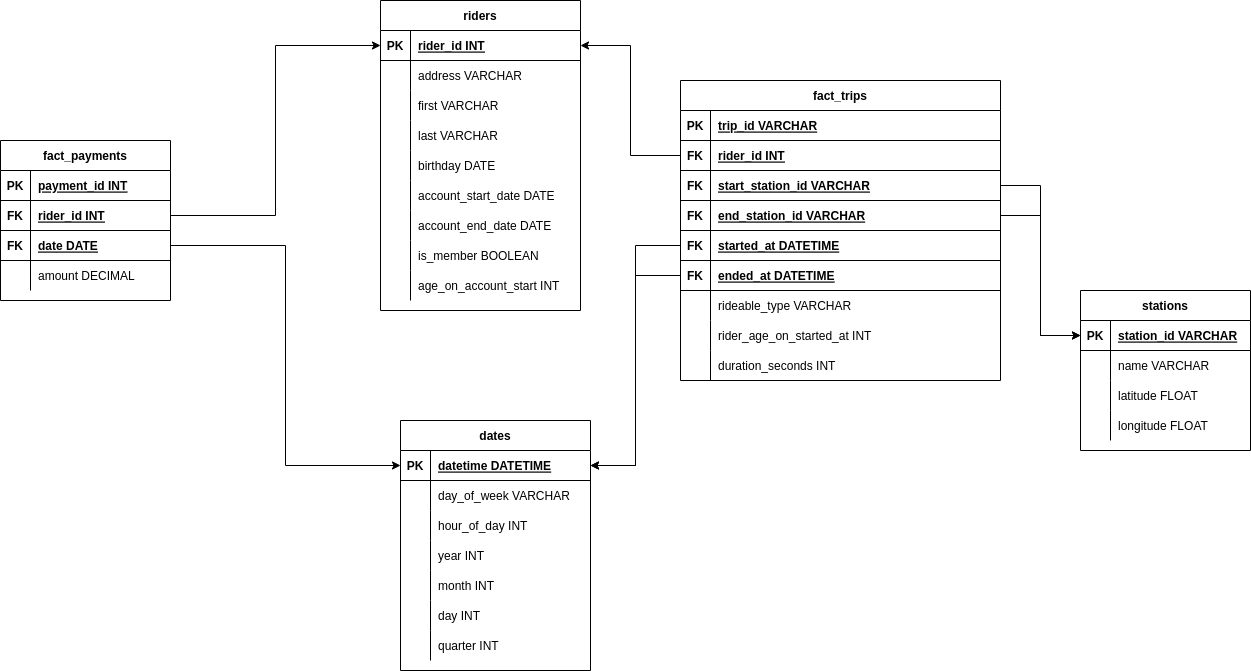 riders
PK rider_id INT
address VARCHAR
first VARCHAR
last VARCHAR
birthday DATE
account_start_date DATE
account_end_date DATE
is_member BOOLEAN
age_on_account_start INT
fact_trips
PK trip_id VARCHAR
FK rider_id INT
FK start_station_id VARCHAR
FK end_station_id VARCHAR
FK started_at DATETIME
FK ended_at DATETIME
rideable_type VARCHAR
rider_age_on_started_at INT
duration_seconds INT
fact_payments
PK payment_id INT
FK rider_id INT
FK date DATE
amount DECIMAL
stations
PK station_id VARCHAR
name VARCHAR
latitude FLOAT
longitude FLOAT
dates
PK datetime DATETIME
day_of_week VARCHAR
hour_of_day INT
year INT
month INT
day INT
quarter INT